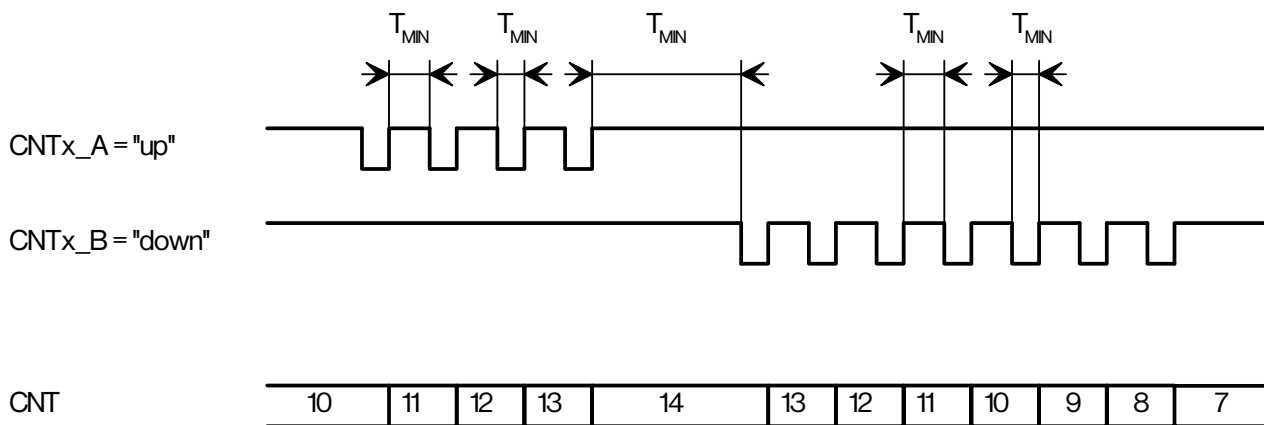 TMIN TMIN TMIN TMIN TMIN
CNTx_A = "up"
CNTx_B = "down"
CNT 10 11 12 13 14 13 12 11 10 9 8 7